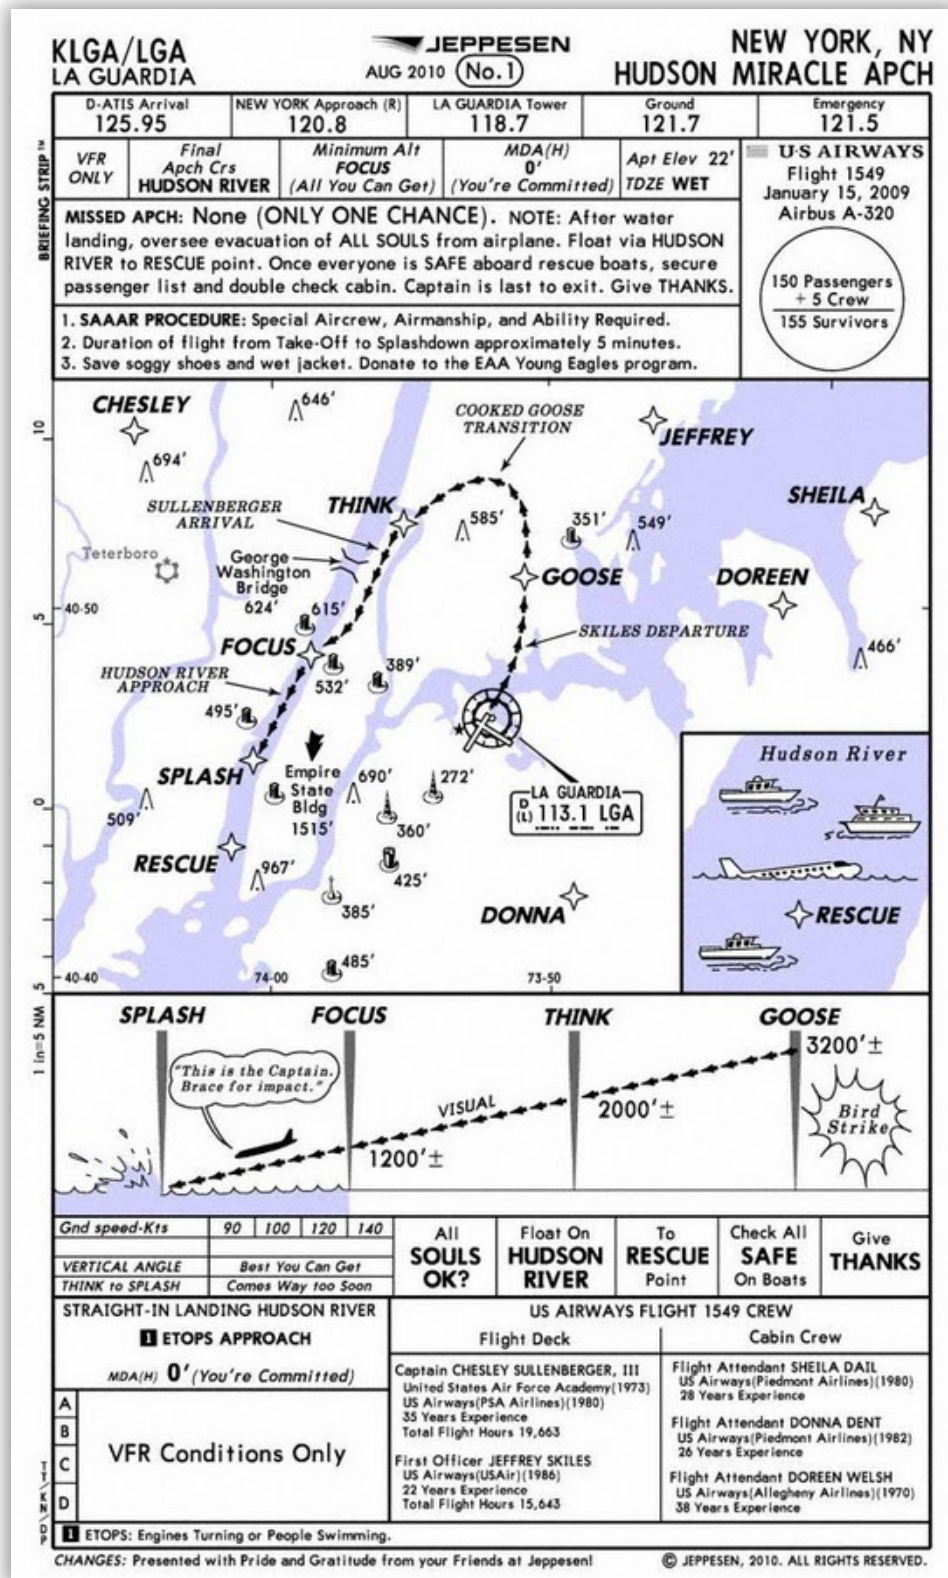 KLGA/LGA
LA GUARDIA
JEPPESEN
AUG 2010 No.1
NEW YORK, NY
HUDSON MIRACLE APCH
BRIEFING STRIP™
D-ATIS Arrival
125.95
NEW YORK Approach (R)
120.8
LA GUARDIA Tower
118.7
Ground
121.7
Emergency
121.5
VFR
ONLY
Final
Apch Crs
HUDSON RIVER
Minimum Alt
FOCUS
(All You Can Get)
MDA(H)
0'
(You're Committed)
Apt Elev 22'
TDZE WET
U·S AIRWAYS
Flight 1549
January 15, 2009
Airbus A-320
150 Passengers
+ 5 Crew
155 Survivors
MISSED APCH: None (ONLY ONE CHANCE). NOTE: After water
landing, oversee evacuation of ALL SOULS from airplane. Float via HUDSON
RIVER to RESCUE point. Once everyone is SAFE aboard rescue boats, secure
passenger list and double check cabin. Captain is last to exit. Give THANKS.
1. SAAAR PROCEDURE: Special Aircrew, Airmanship, and Ability Required.
2. Duration of flight from Take-Off to Splashdown approximately 5 minutes.
3. Save soggy shoes and wet jacket. Donate to the EAA Young Eagles program.
CHESLEY
646'
COOKED GOOSE
TRANSITION
JEFFREY
10
694'
SULLENBERGER
ARRIVAL
THINK
585'
351'
549'
SHEILA
Teterboro
George
Washington
Bridge
624'
615'
GOOSE
DOREEN
5
40-50
FOCUS
SKILES DEPARTURE
466'
HUDSON RIVER
APPROACH
532'
389'
495'
SPLASH
Empire
State
Bldg
1515'
690'
272'
LA GUARDIA
D
(L) 113.1 LGA
0
509'
360'
RESCUE
967'
425'
385'
DONNA
485'
40-40
74-00
73-50
5
Hudson River
RESCUE
1 in=5 NM
SPLASH
FOCUS
THINK
GOOSE
3200'±
"This is the Captain.
Brace for impact."
VISUAL
2000'±
1200'±
Bird
Strike
Gnd speed-Kts 90 100 120 140
VERTICAL ANGLE Best You Can Get
THINK to SPLASH Comes Way too Soon
All
SOULS
OK?
Float On
HUDSON
RIVER
To
RESCUE
Point
Check All
SAFE
On Boats
Give
THANKS
STRAIGHT-IN LANDING HUDSON RIVER
1 ETOPS APPROACH
MDA(H) 0' (You're Committed)
A
B
C
D
VFR Conditions Only
US AIRWAYS FLIGHT 1549 CREW
Flight Deck
Captain CHESLEY SULLENBERGER, III
United States Air Force Academy(1973)
US Airways(PSA Airlines)(1980)
35 Years Experience
Total Flight Hours 19,663
First Officer JEFFREY SKILES
US Airways(USAir)(1986)
22 Years Experience
Total Flight Hours 15,643
Cabin Crew
Flight Attendant SHEILA DAIL
US Airways(Piedmont Airlines)(1980)
28 Years Experience
Flight Attendant DONNA DENT
US Airways(Piedmont Airlines)(1982)
26 Years Experience
Flight Attendant DOREEN WELSH
US Airways(Allegheny Airlines)(1970)
38 Years Experience
1 ETOPS: Engines Turning or People Swimming.
CHANGES: Presented with Pride and Gratitude from your Friends at Jeppesen!
© JEPPESEN, 2010. ALL RIGHTS RESERVED.